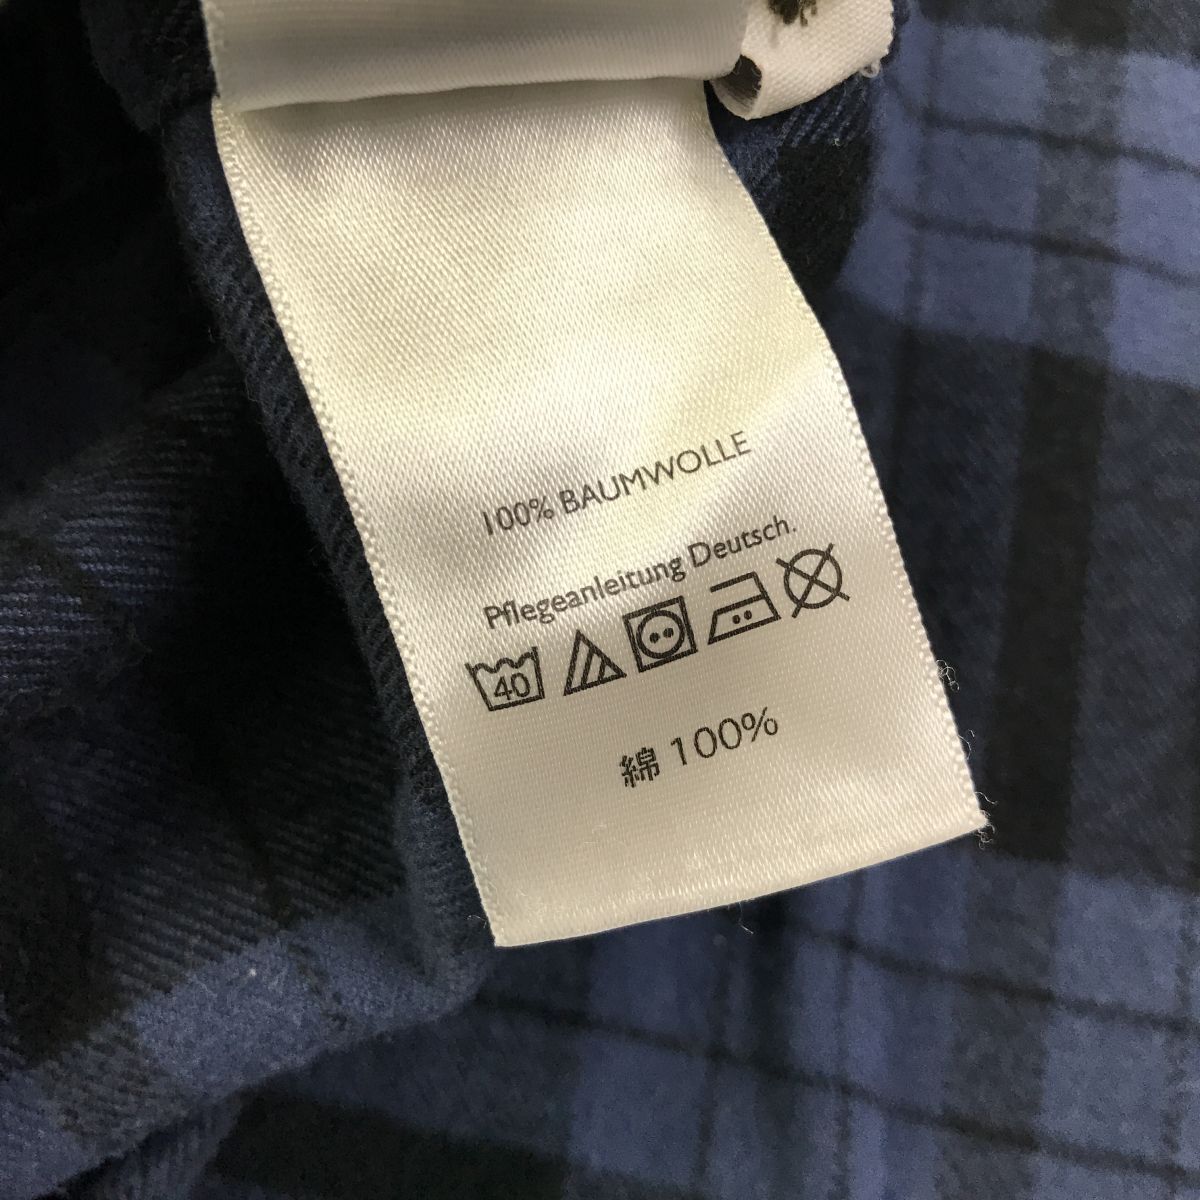 100% BAUMWOLLE
Pflegeanleitung Deutsch.
40
綿 100%